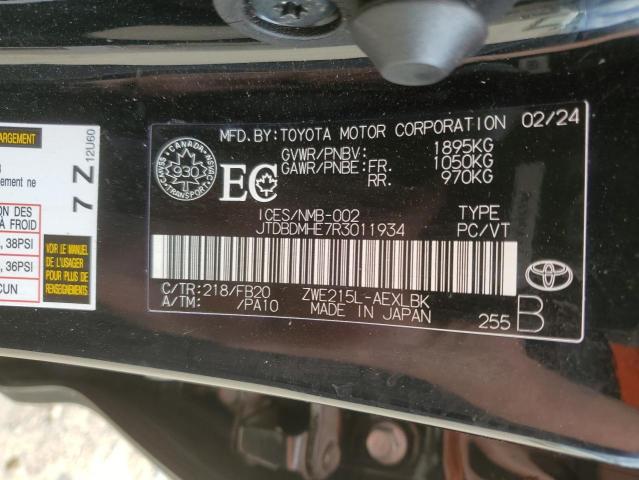 MFD.BY:TOYOTA MOTOR CORPORATION 02/24
GVWR/PNBV: 1895KG
GAWR/PNBE: FR. 1050KG
RR. 970KG
CANADA
930
TRANSPORT
EC
ICES/NMB-002 TYPE
JTDBDMHE7R3011934 PC/VT
C/TR:218/FB20 ZWE215L-AEXLBK
A/TM: /PA10 MADE IN JAPAN 255 B
ARGEMENT
ement ne
7 Z 12U60
ION DES
À FROID
, 38PSI
, 36PSI
CUN
VOIR LE MANUEL
DE L'USAGER
POUR PLUS DE